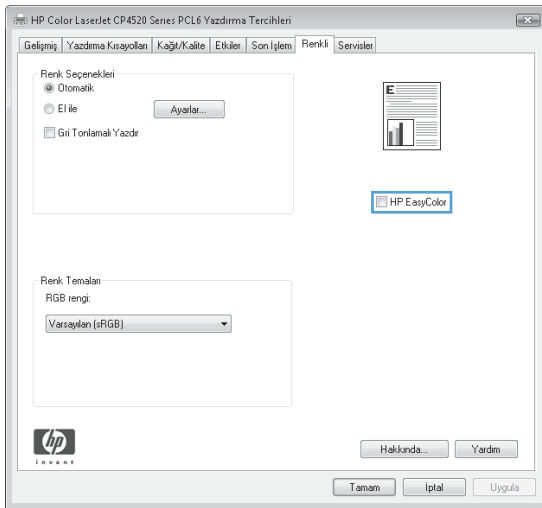 HP Color LaserJet CP4520 Series PCL6 Yazdırma Tercihleri
Gelişmiş Yazdırma Kısayolları Kağıt/Kalite Etkiler Son İşlem Renkli Servisler
Renk Seçenekleri
Otomatik
El ile
Ayarlar...
Gri Tonlamalı Yazdır
E
HP EasyColor
Renk Temaları
RGB rengi:
Varsayılan (sRGB)
hp
invent
Hakkında... Yardım
Tamam İptal Uygula